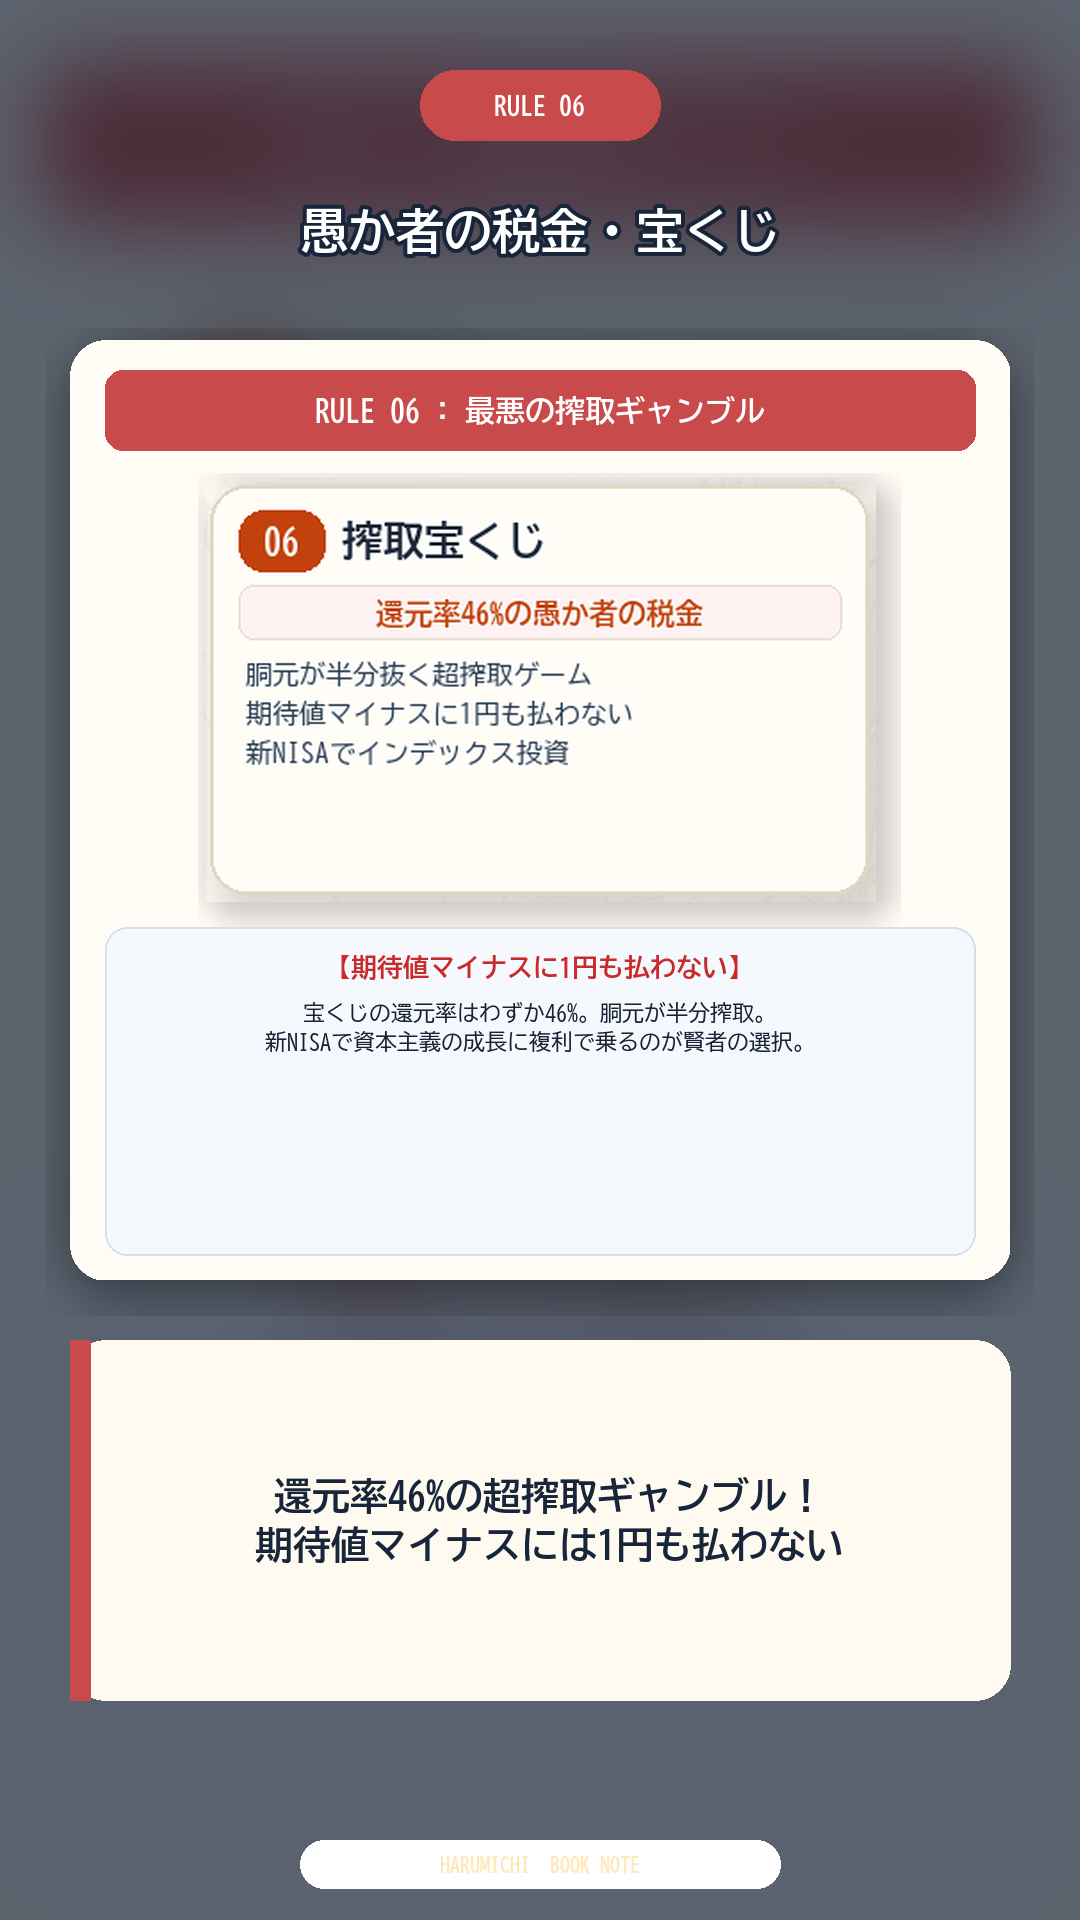 RULE 06
愚か者の税金・宝くじ
RULE 06 : 最悪の搾取ギャンブル
06 搾取宝くじ
還元率46%の愚か者の税金
胴元が半分抜く超搾取ゲーム
期待値マイナスに1円も払わない
新NISAでインデックス投資
【期待値マイナスに1円も払わない】
宝くじの還元率はわずか46%。胴元が半分搾取。
新NISAで資本主義の成長に複利で乗るのが賢者の選択。
還元率46%の超搾取ギャンブル！
期待値マイナスには1円も払わない
HARUMICHI BOOK NOTE